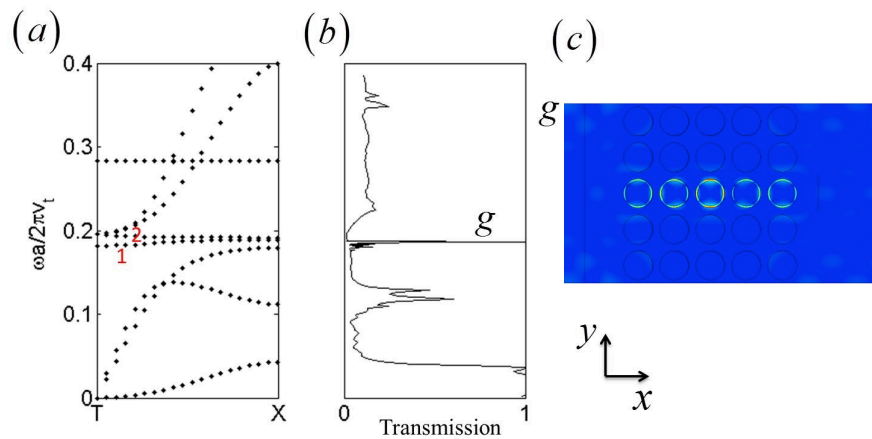 (a)
(b)
(c)
0.4
0.3
0.2
0.1
0
ωa/2πv_t
2
1
Τ X
g
0 1
Transmission
g
y
x